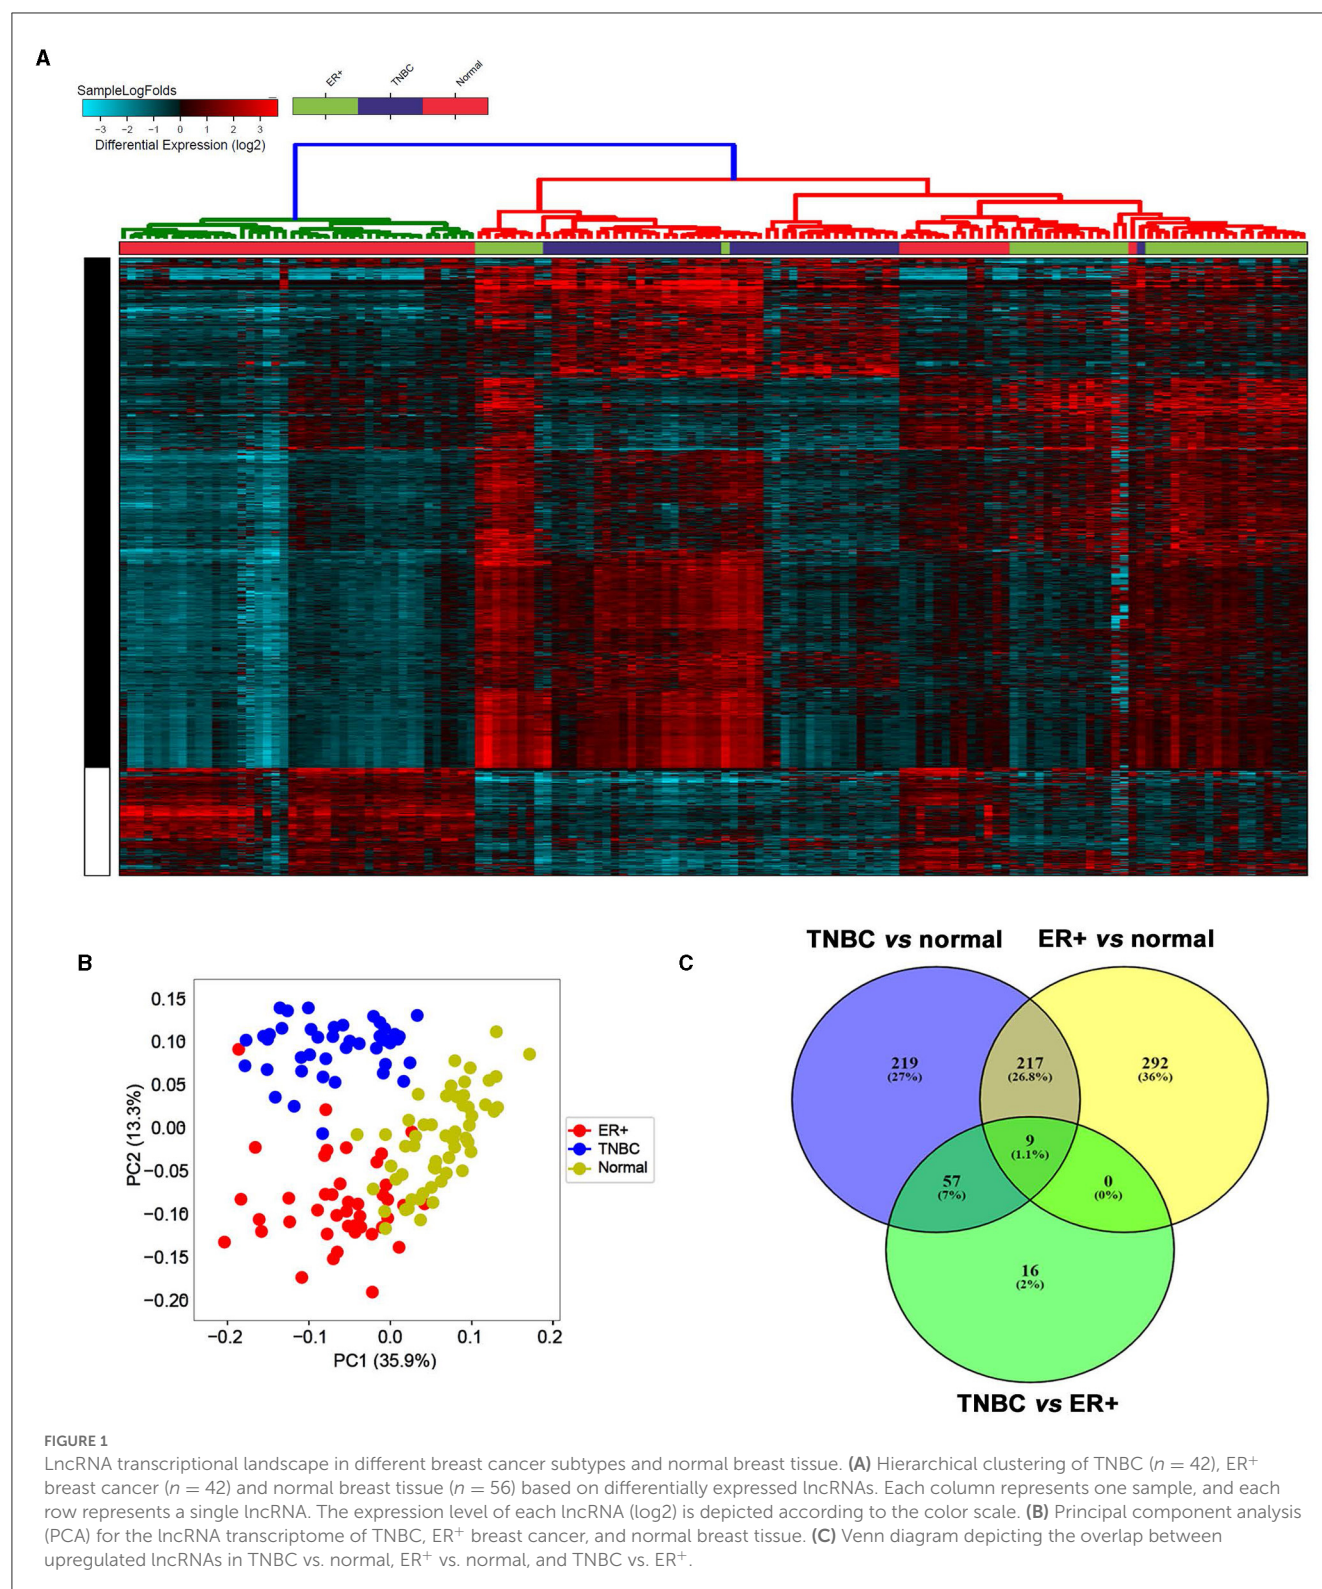 A
SampleLogFolds
ER+
TNBC
Normal
−3 −2 −1 0 1 2 3
Differential Expression (log2)
B
0.15
0.10
0.05
0.00
−0.05
−0.10
−0.15
−0.20
PC2 (13.3%)
−0.2 −0.1 0.0 0.1 0.2
PC1 (35.9%)
ER+
TNBC
Normal
C
TNBC vs normal ER+ vs normal
219
(27%)
217
(26.8%)
292
(36%)
9
(1.1%)
57
(7%)
0
(0%)
16
(2%)
TNBC vs ER+
FIGURE 1
LncRNA transcriptional landscape in different breast cancer subtypes and normal breast tissue. (A) Hierarchical clustering of TNBC (n = 42), ER+
breast cancer (n = 42) and normal breast tissue (n = 56) based on differentially expressed lncRNAs. Each column represents one sample, and each
row represents a single lncRNA. The expression level of each lncRNA (log2) is depicted according to the color scale. (B) Principal component analysis
(PCA) for the lncRNA transcriptome of TNBC, ER+ breast cancer, and normal breast tissue. (C) Venn diagram depicting the overlap between
upregulated lncRNAs in TNBC vs. normal, ER+ vs. normal, and TNBC vs. ER+.